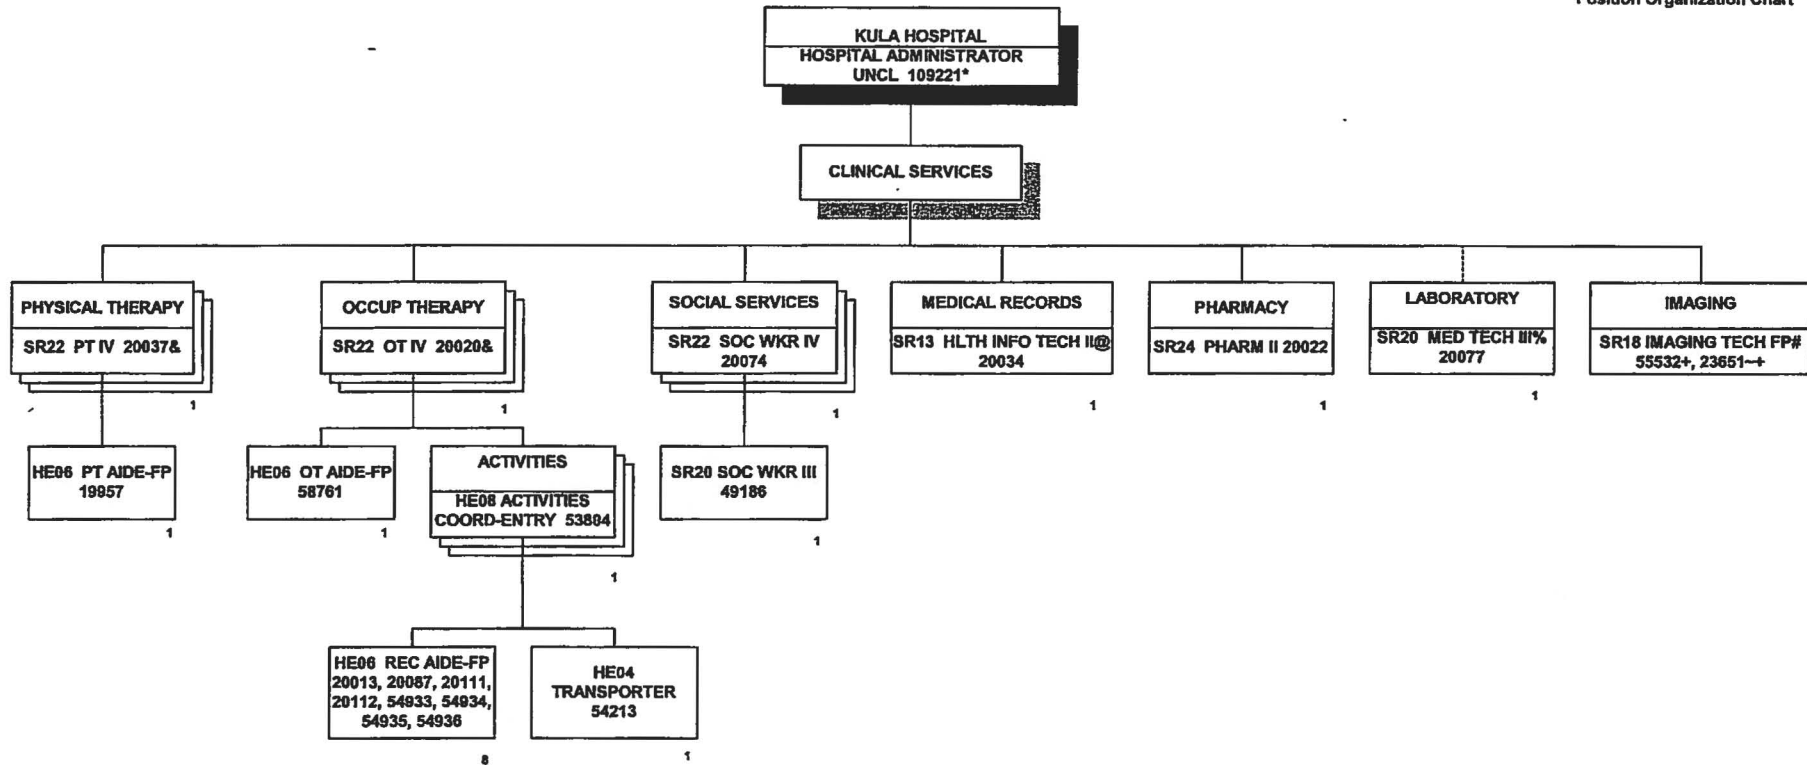 Position Organization Chart
KULA HOSPITAL
HOSPITAL ADMINISTRATOR
UNCL 109221*
CLINICAL SERVICES
PHYSICAL THERAPY
SR22 PT IV 20037&
1
OCCUP THERAPY
SR22 OT IV 20020&
1
SOCIAL SERVICES
SR22 SOC WKR IV
20074
1
MEDICAL RECORDS
SR13 HLTH INFO TECH II@
20034
1
PHARMACY
SR24 PHARM II 20022
1
LABORATORY
SR20 MED TECH III%
20077
1
IMAGING
SR18 IMAGING TECH FP#
55532+, 23651~+
HE06 PT AIDE-FP
19957
1
HE06 OT AIDE-FP
58761
1
ACTIVITIES
HE08 ACTIVITIES
COORD-ENTRY 53884
1
SR20 SOC WKR III
49186
1
HE06 REC AIDE-FP
20013, 20087, 20111,
20112, 54933, 54934,
54935, 54936
8
HE04
TRANSPORTER
54213
1